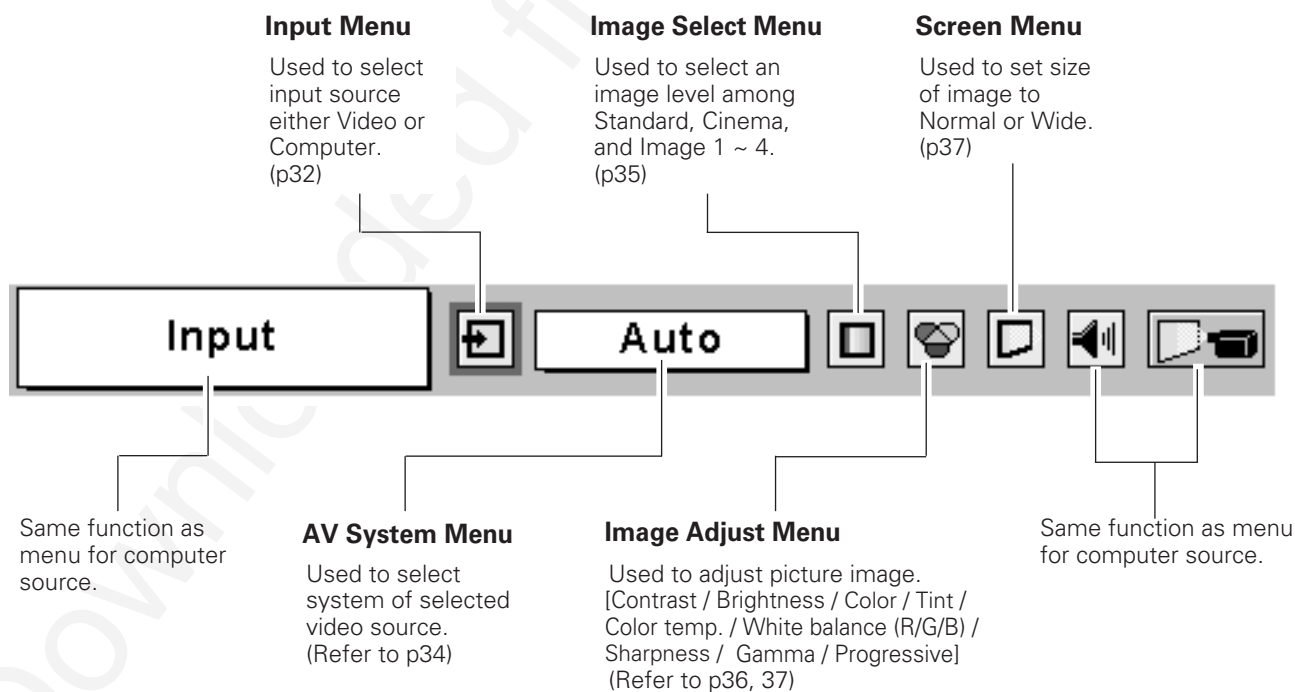 Input Menu
Used to select
input source
either Video or
Computer.
(p32)
Image Select Menu
Used to select an
image level among
Standard, Cinema,
and Image 1 ~ 4.
(p35)
Screen Menu
Used to set size
of image to
Normal or Wide.
(p37)
Input
Auto
Same function as
menu for computer
source.
AV System Menu
Used to select
system of selected
video source.
(Refer to p34)
Image Adjust Menu
Used to adjust picture image.
[Contrast / Brightness / Color / Tint /
Color temp. / White balance (R/G/B) /
Sharpness / Gamma / Progressive]
(Refer to p36, 37)
Same function as menu
for computer source.